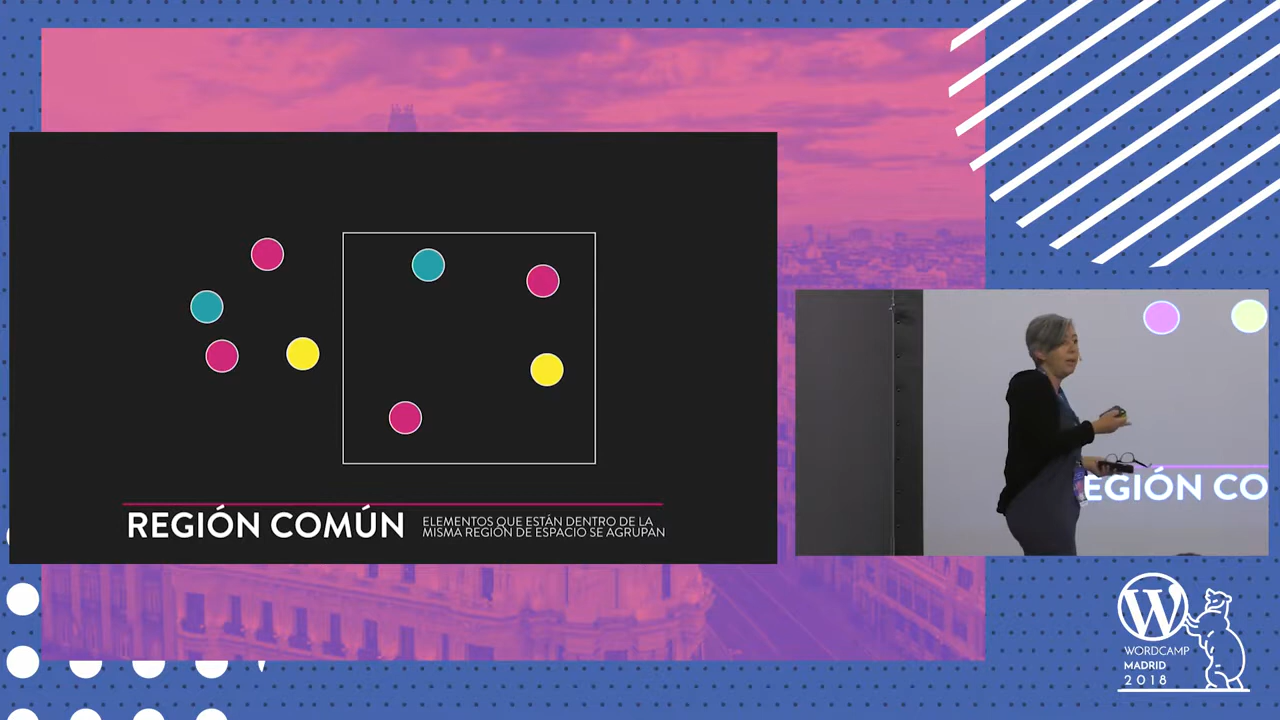 REGIÓN COMÚN
ELEMENTOS QUE ESTÁN DENTRO DE LA
MISMA REGIÓN DE ESPACIO SE AGRUPAN
EGIÓN CO
W
WORDCAMP
MADRID
2018